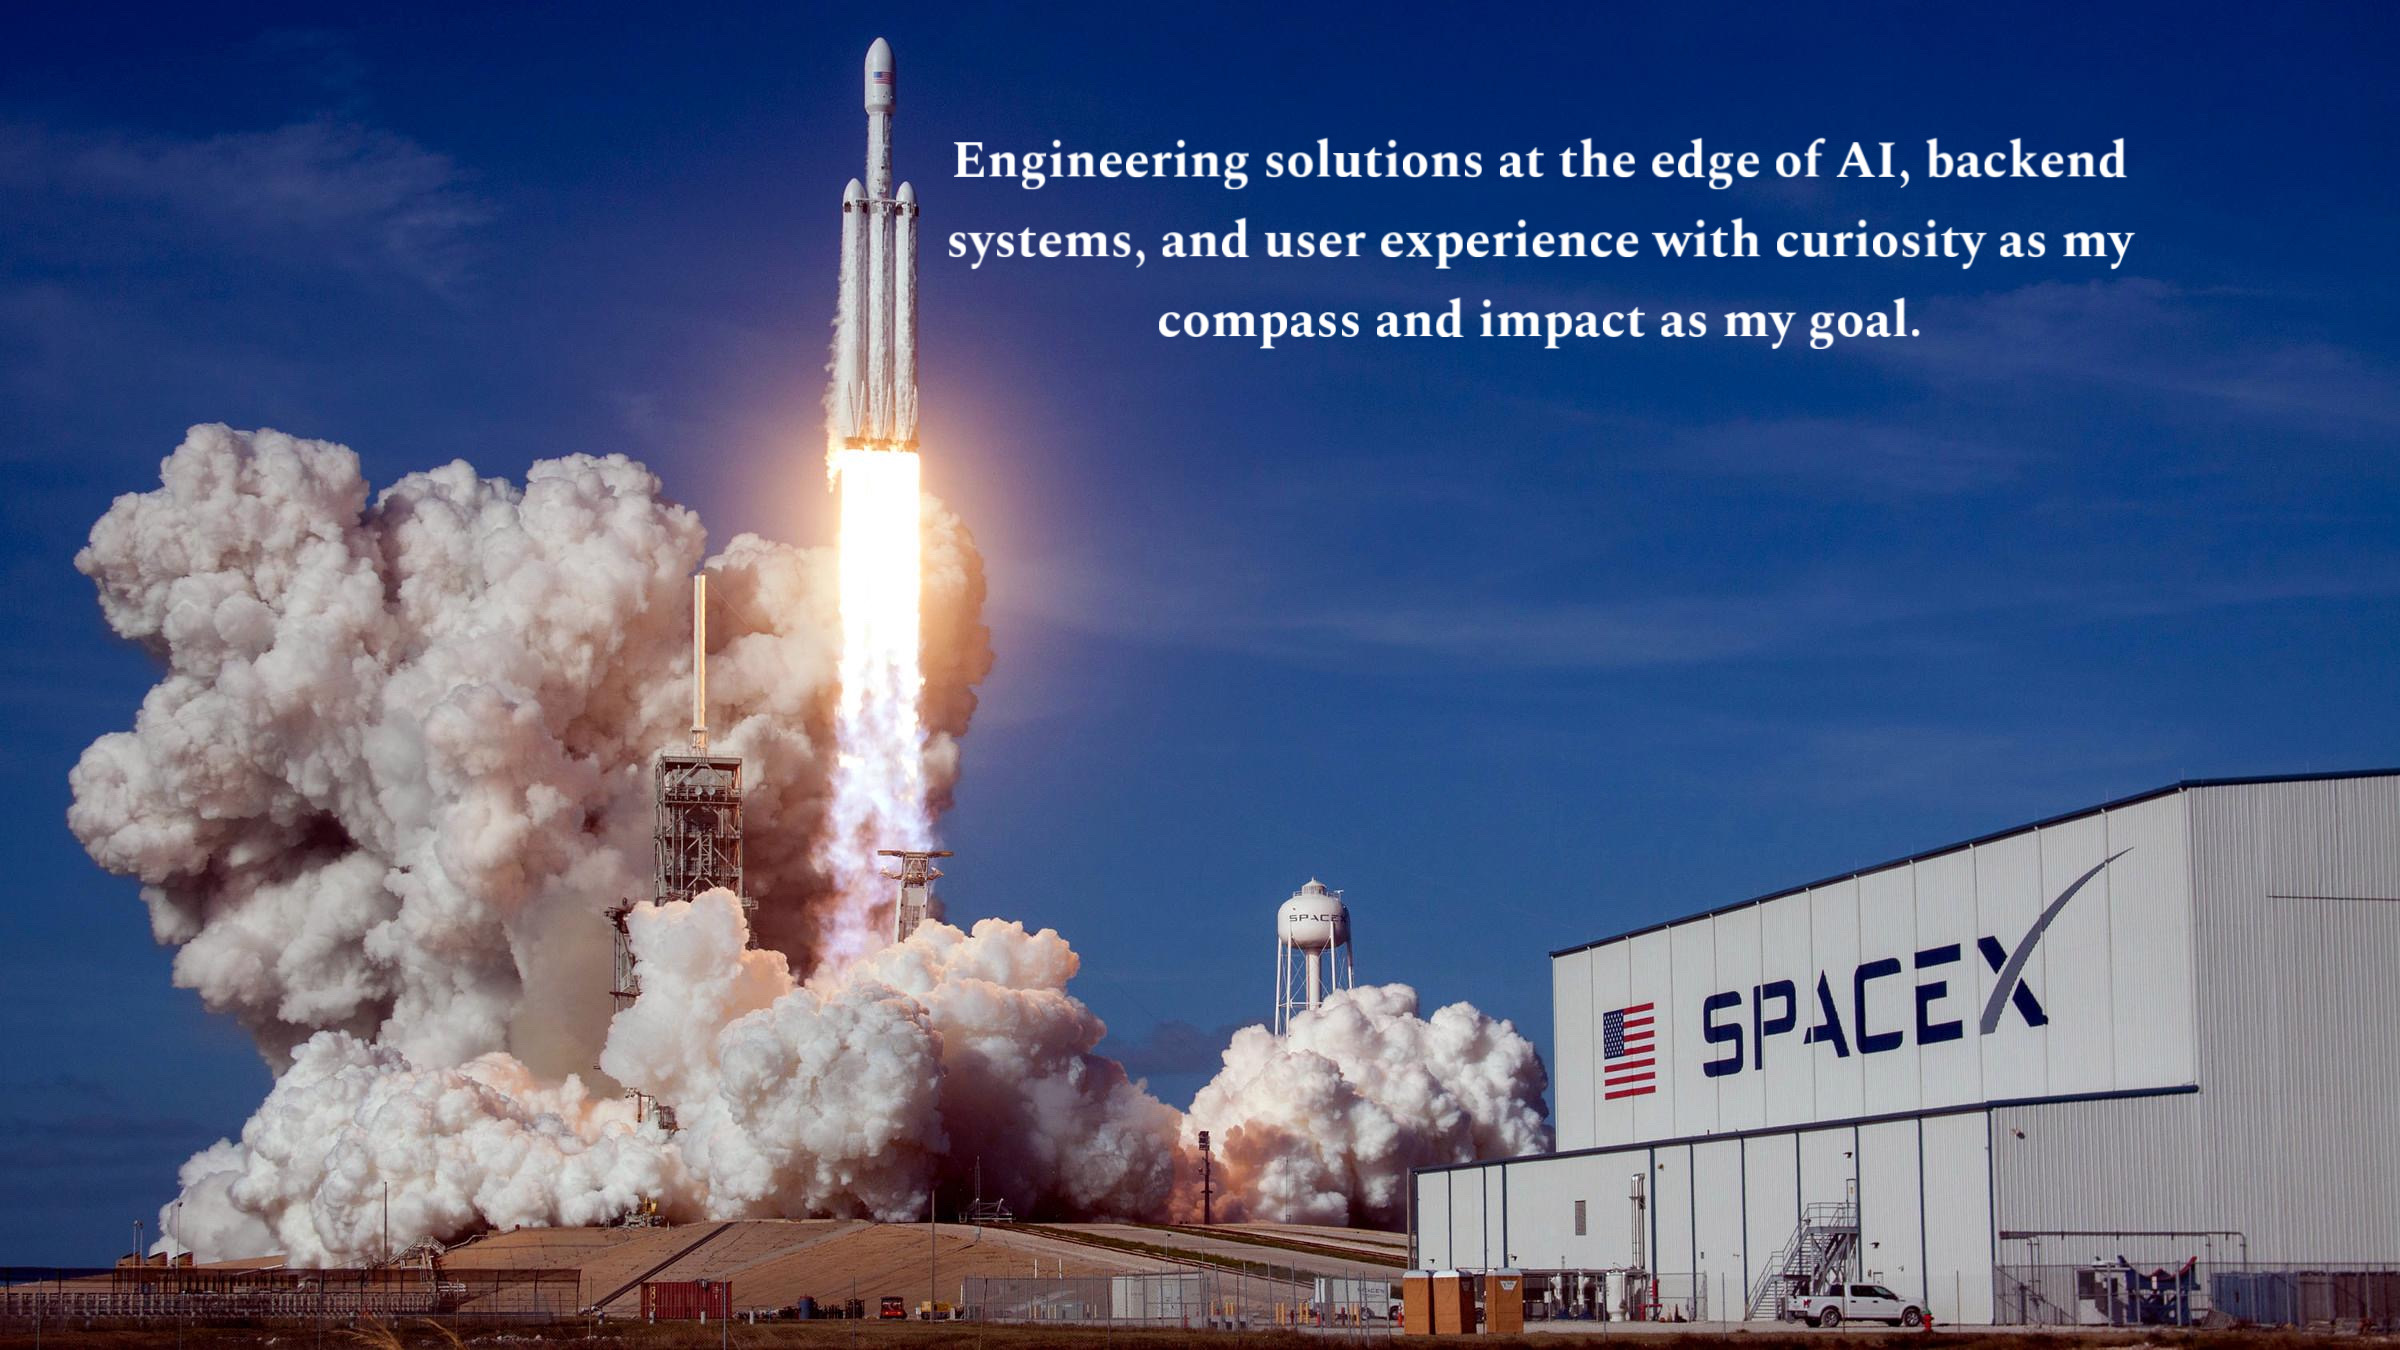 Engineering solutions at the edge of AI, backend
systems, and user experience with curiosity as my
compass and impact as my goal.
SPACEX
SPACEX